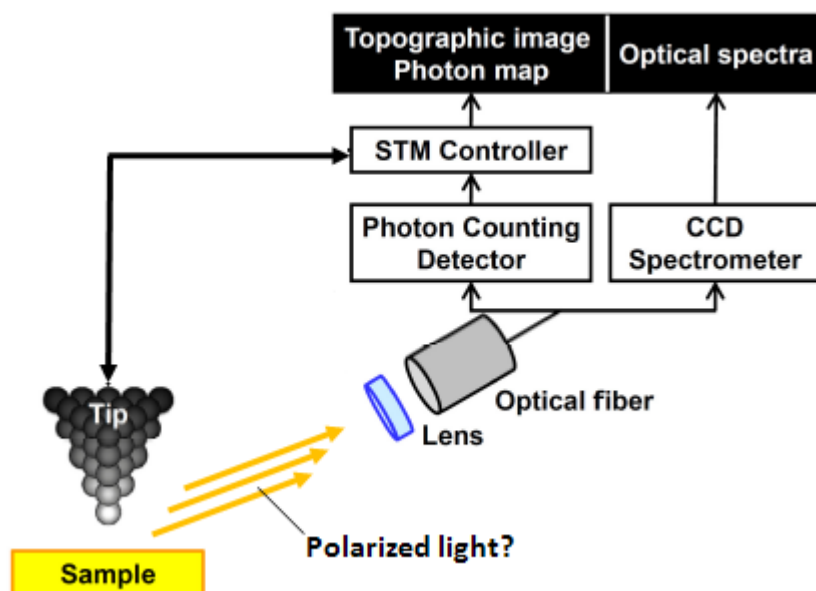 Topographic image
Photon map
Optical spectra
STM Controller
Photon Counting
Detector
CCD
Spectrometer
Optical fiber
Lens
Tip
Polarized light?
Sample